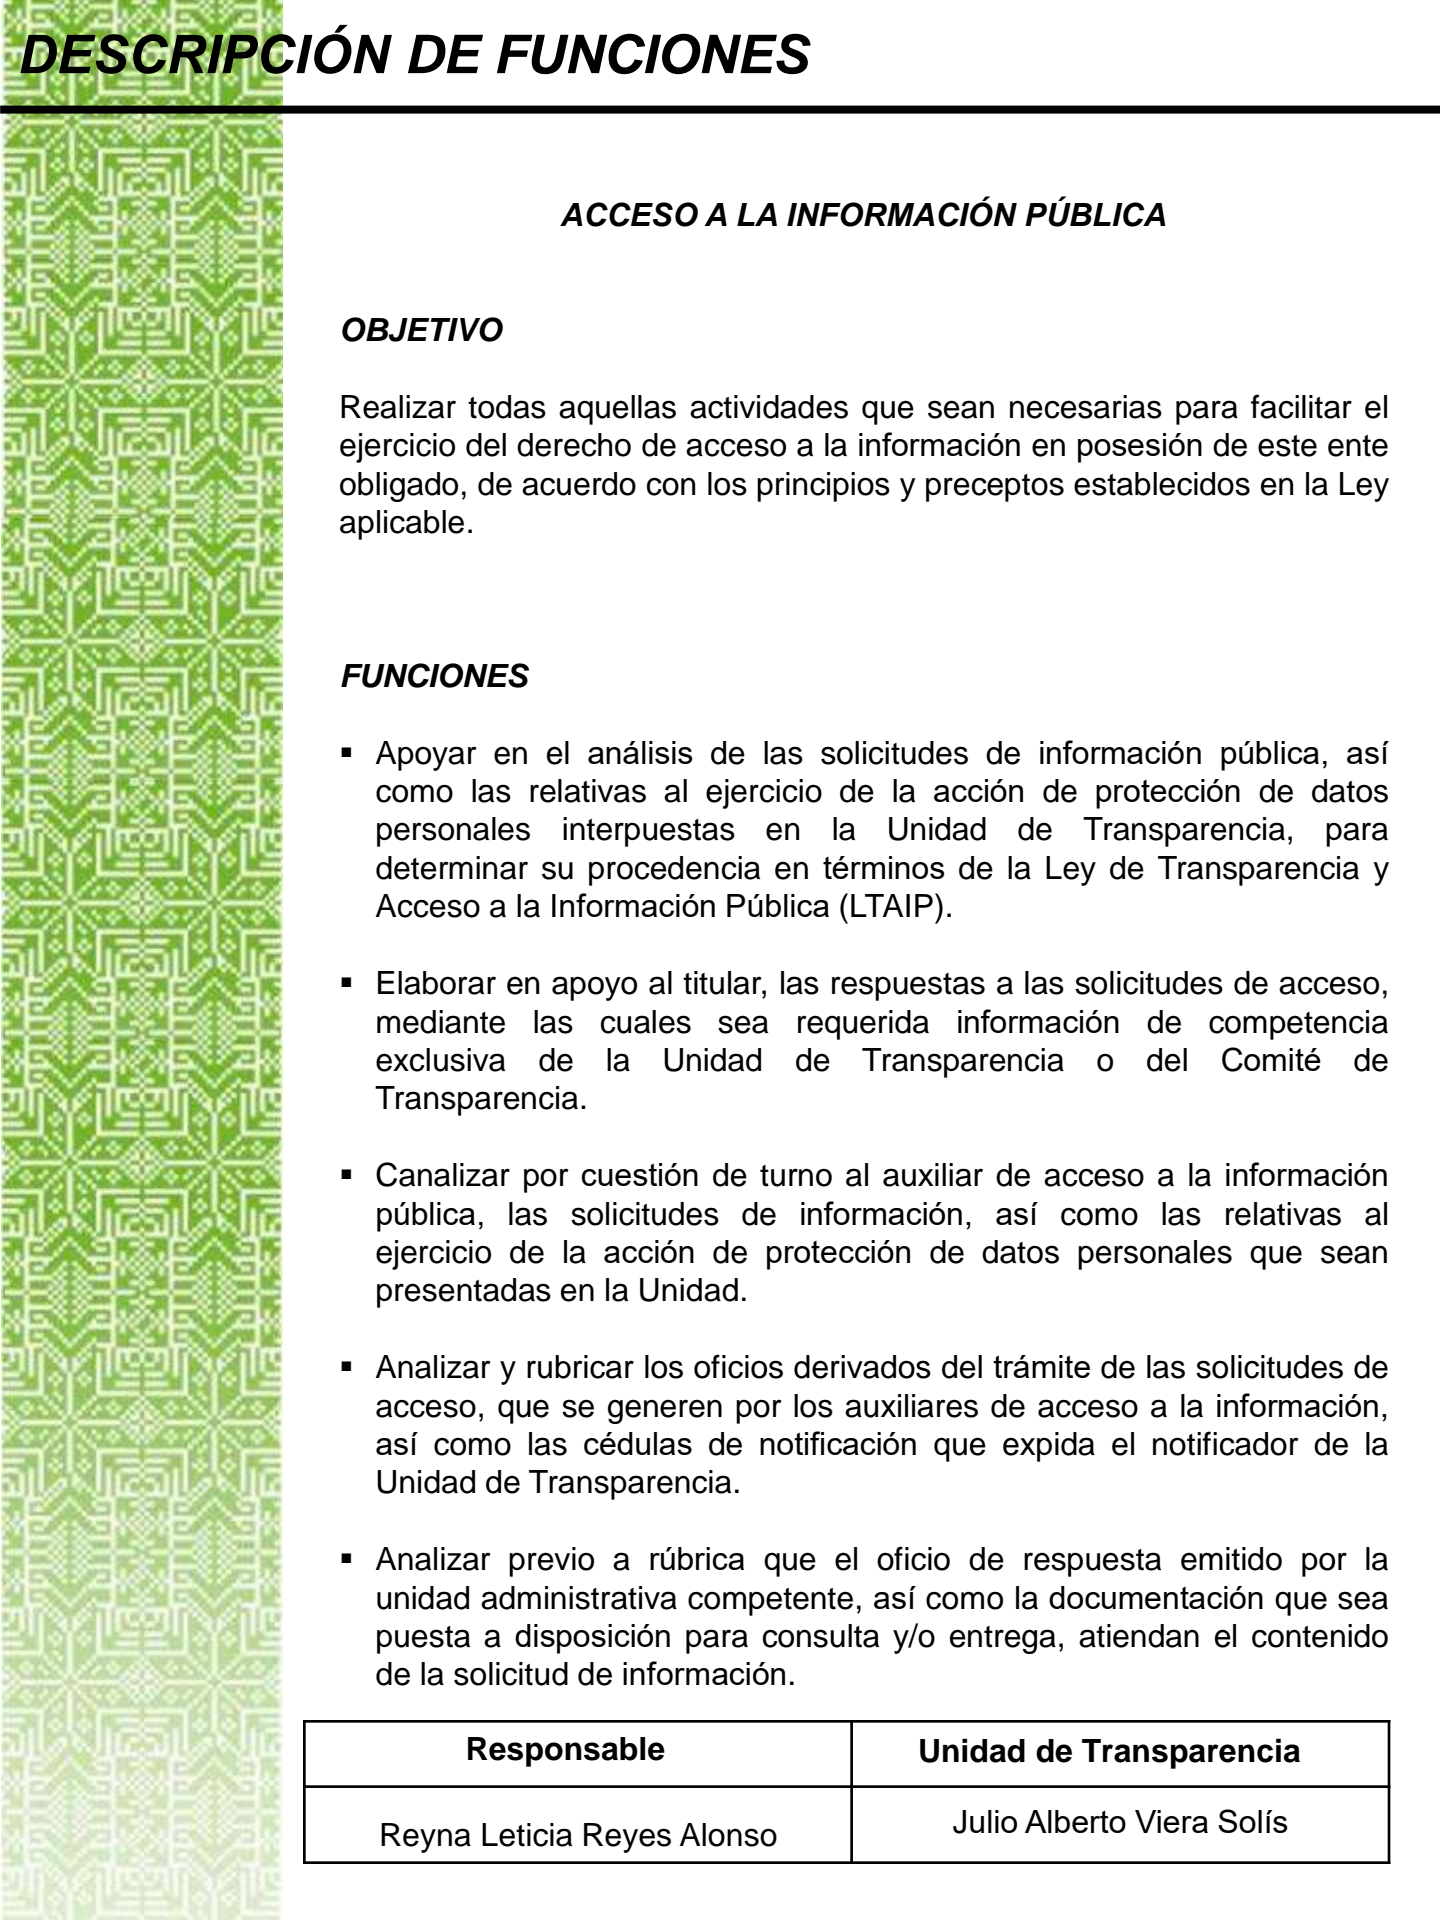 DESCRIPCIÓN DE FUNCIONES
ACCESO A LA INFORMACIÓN PÚBLICA
OBJETIVO
Realizar todas aquellas actividades que sean necesarias para facilitar el
ejercicio del derecho de acceso a la información en posesión de este ente
obligado, de acuerdo con los principios y preceptos establecidos en la Ley
aplicable.
FUNCIONES
▪ Apoyar en el análisis de las solicitudes de información pública, así
como las relativas al ejercicio de la acción de protección de datos
personales interpuestas en la Unidad de Transparencia, para
determinar su procedencia en términos de la Ley de Transparencia y
Acceso a la Información Pública (LTAIP).
▪ Elaborar en apoyo al titular, las respuestas a las solicitudes de acceso,
mediante las cuales sea requerida información de competencia
exclusiva de la Unidad de Transparencia o del Comité de
Transparencia.
▪ Canalizar por cuestión de turno al auxiliar de acceso a la información
pública, las solicitudes de información, así como las relativas al
ejercicio de la acción de protección de datos personales que sean
presentadas en la Unidad.
▪ Analizar y rubricar los oficios derivados del trámite de las solicitudes de
acceso, que se generen por los auxiliares de acceso a la información,
así como las cédulas de notificación que expida el notificador de la
Unidad de Transparencia.
▪ Analizar previo a rúbrica que el oficio de respuesta emitido por la
unidad administrativa competente, así como la documentación que sea
puesta a disposición para consulta y/o entrega, atiendan el contenido
de la solicitud de información.
Responsable
Unidad de Transparencia
Reyna Leticia Reyes Alonso
Julio Alberto Viera Solís